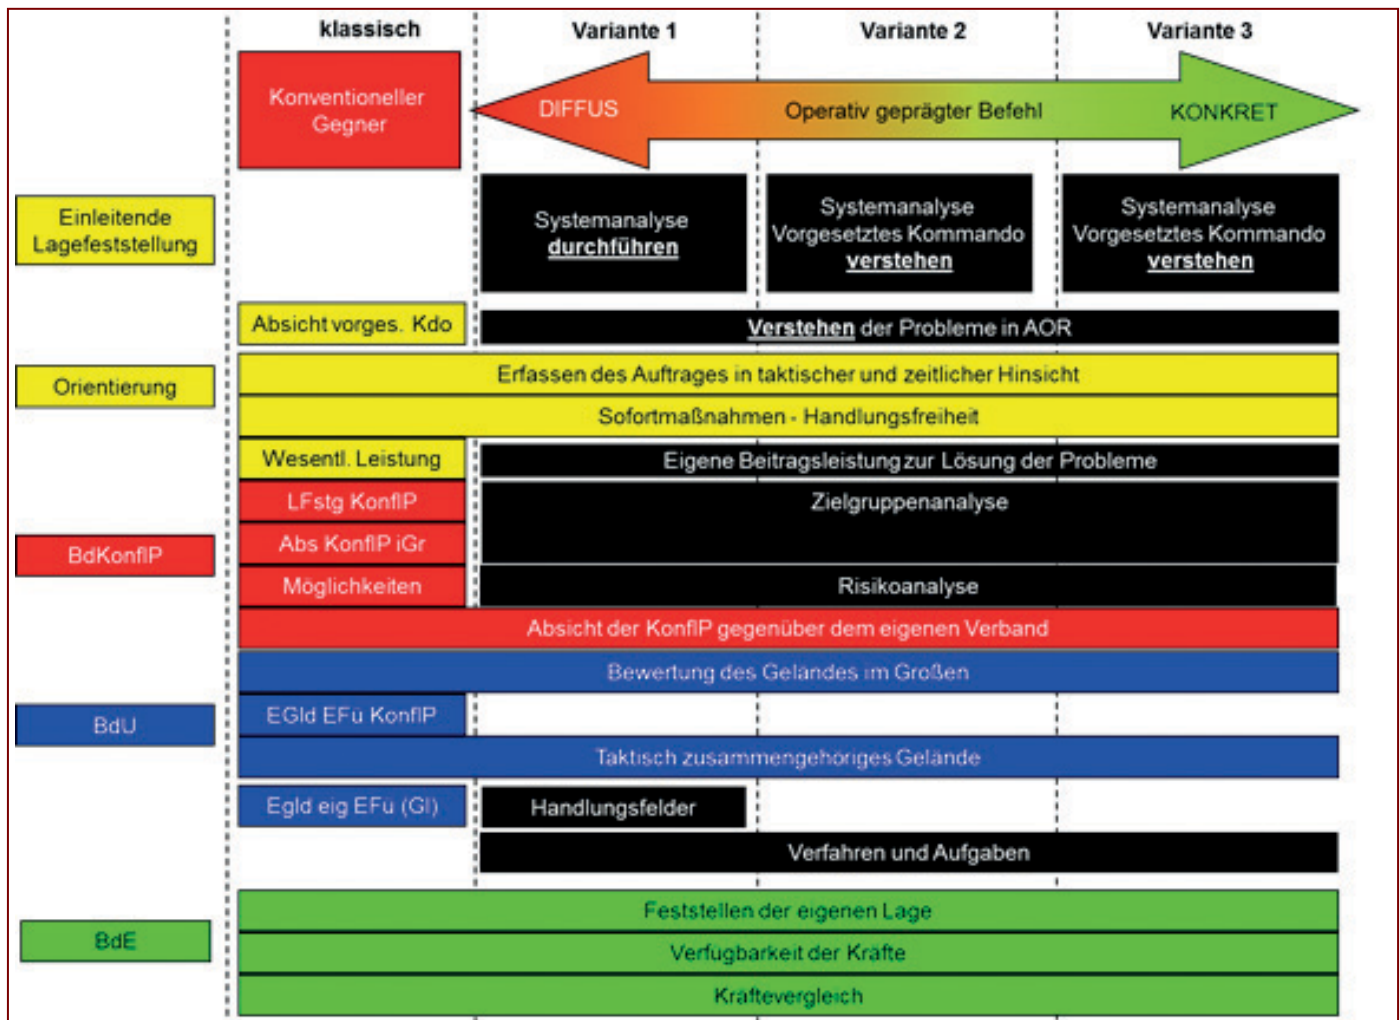 klassisch
Variante 1
Variante 2
Variante 3
Konventioneller
Gegner
DIFFUS
Operativ geprägter Befehl
KONKRET
Einleitende
Lagefeststellung
Systemanalyse
durchführen
Systemanalyse
Vorgesetztes Kommando
verstehen
Systemanalyse
Vorgesetztes Kommando
verstehen
Absicht vorges. Kdo
Verstehen der Probleme in AOR
Orientierung
Erfassen des Auftrages in taktischer und zeitlicher Hinsicht
Sofortmaßnahmen - Handlungsfreiheit
Wesentl. Leistung
Eigene Beitragsleistung zur Lösung der Probleme
BdKonflP
LFstg KonflP
Zielgruppenanalyse
Abs KonflP iGr
Möglichkeiten
Risikoanalyse
Absicht der KonflP gegenüber dem eigenen Verband
BdU
Bewertung des Geländes im Großen
EGld EFü KonflP
Taktisch zusammengehöriges Gelände
Egld eig EFü (Gl)
Handlungsfelder
Verfahren und Aufgaben
BdE
Feststellen der eigenen Lage
Verfügbarkeit der Kräfte
Kräftevergleich